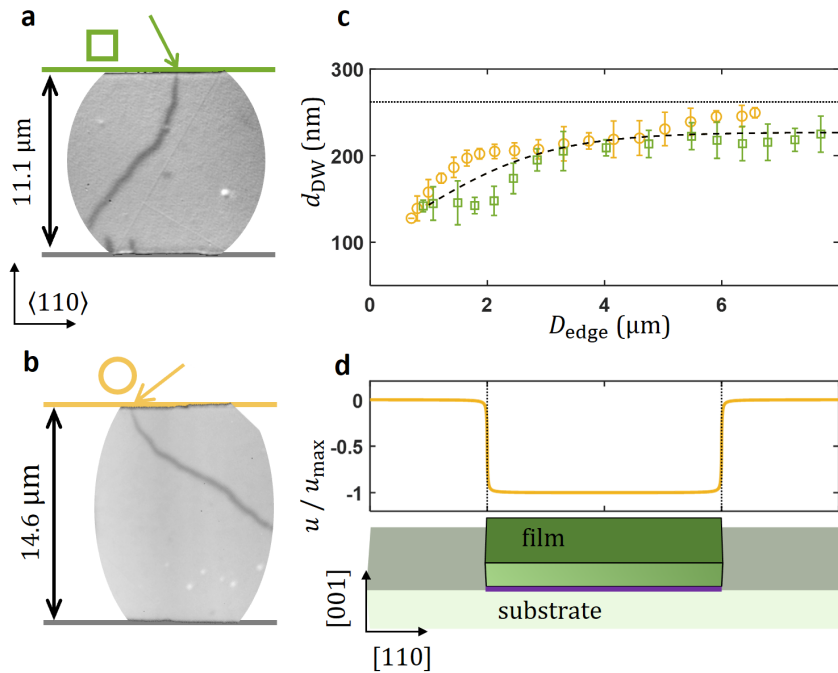 a
11.1 μm
⟨110⟩
b
14.6 μm
c
300
200
100
d_DW (nm)
0
2
4
6
D_edge (μm)
d
0
-0.5
-1
u / u_max
film
substrate
[001]
[110]